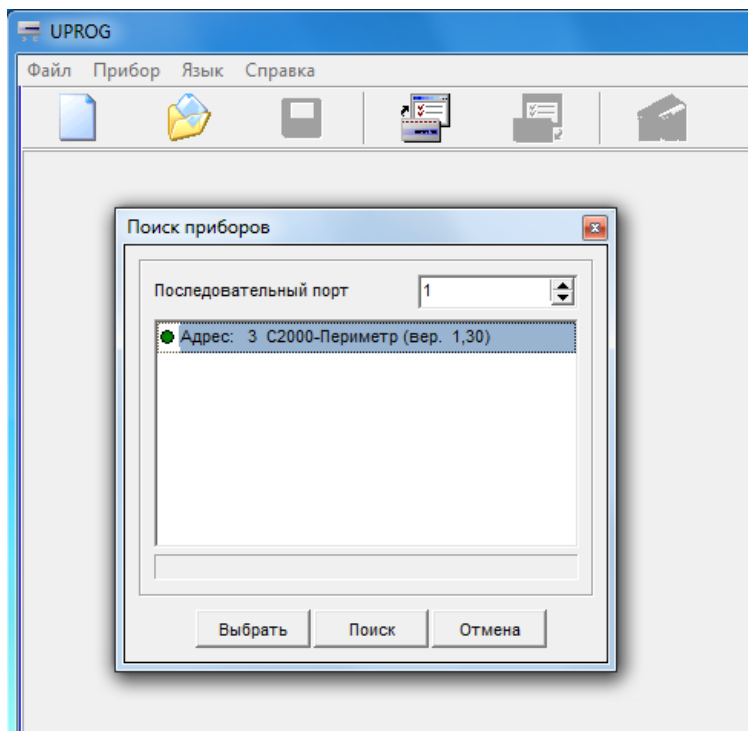 UPROG
Файл Прибор Язык Справка
Поиск приборов
Последовательный порт 1
Адрес: 3 С2000-Периметр (вер. 1,30)
Выбрать Поиск Отмена